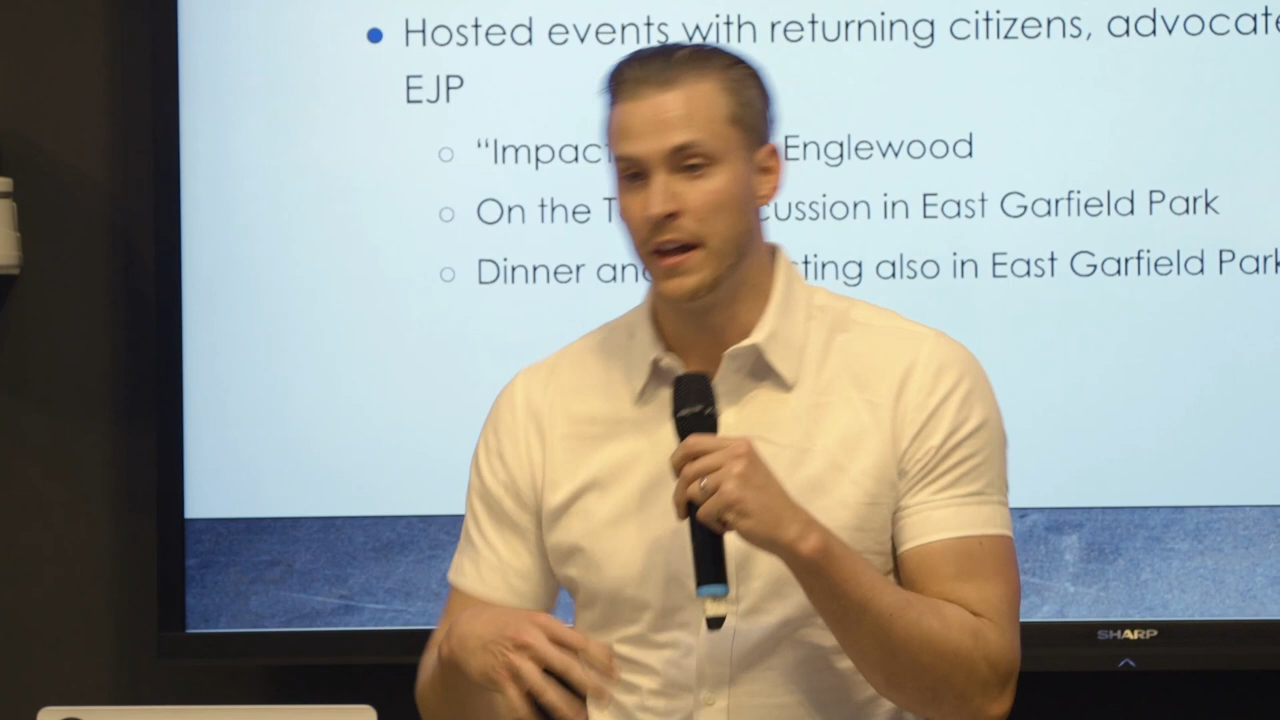 Hosted events with returning citizens, advocate
EJP
"Impact Englewood
On the T cussion in East Garfield Park
Dinner and ting also in East Garfield Park
SHARP